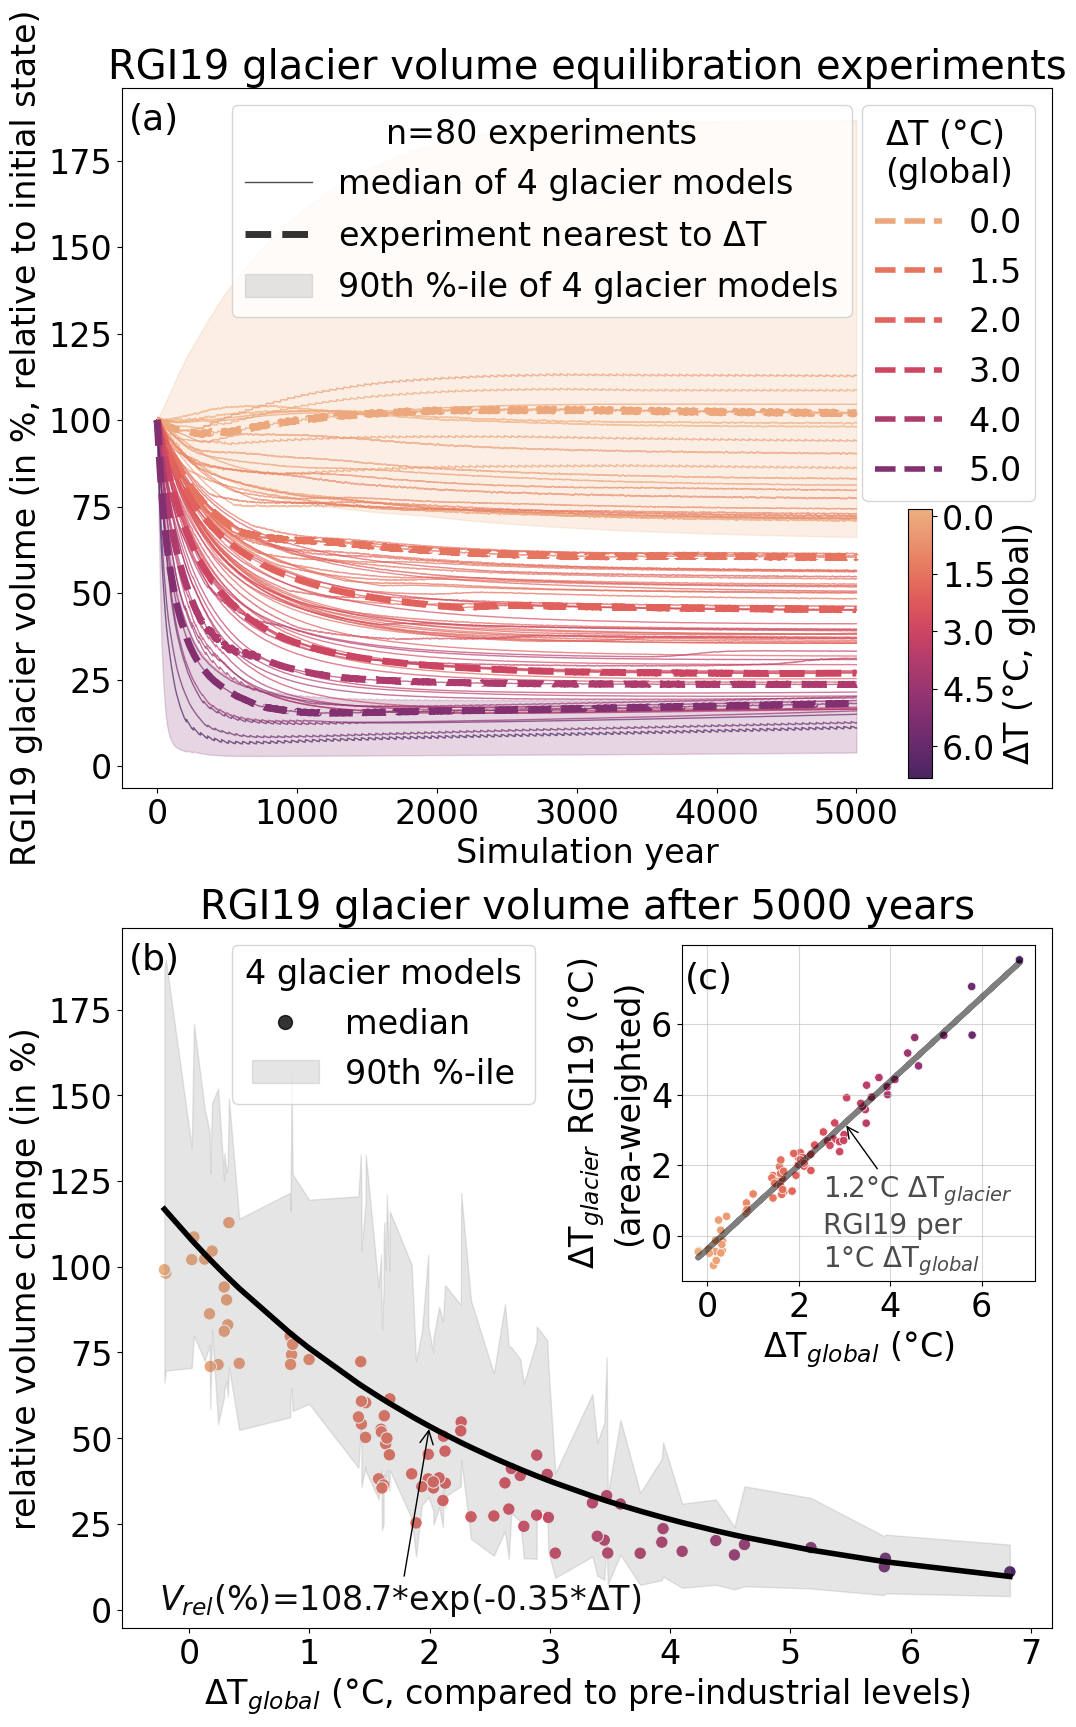 RGI19 glacier volume equilibration experiments
(a)
RGI19 glacier volume (in %, relative to initial state)
175
150
125
100
75
50
25
0
n=80 experiments
median of 4 glacier models
experiment nearest to ΔT
90th %-ile of 4 glacier models
ΔT (°C)
(global)
0.0
1.5
2.0
3.0
4.0
5.0
0.0
1.5
3.0
4.5
6.0
ΔT (°C, global)
0 1000 2000 3000 4000 5000
Simulation year
RGI19 glacier volume after 5000 years
(b)
relative volume change (in %)
175
150
125
100
75
50
25
0
4 glacier models
median
90th %-ile
V_rel(%)=108.7*exp(-0.35*ΔT)
0 1 2 3 4 5 6 7
ΔT_global (°C, compared to pre-industrial levels)
(c)
ΔT_glacier RGI19 (°C)
(area-weighted)
6
4
2
0
1.2°C ΔT_glacier
RGI19 per
1°C ΔT_global
0 2 4 6
ΔT_global (°C)